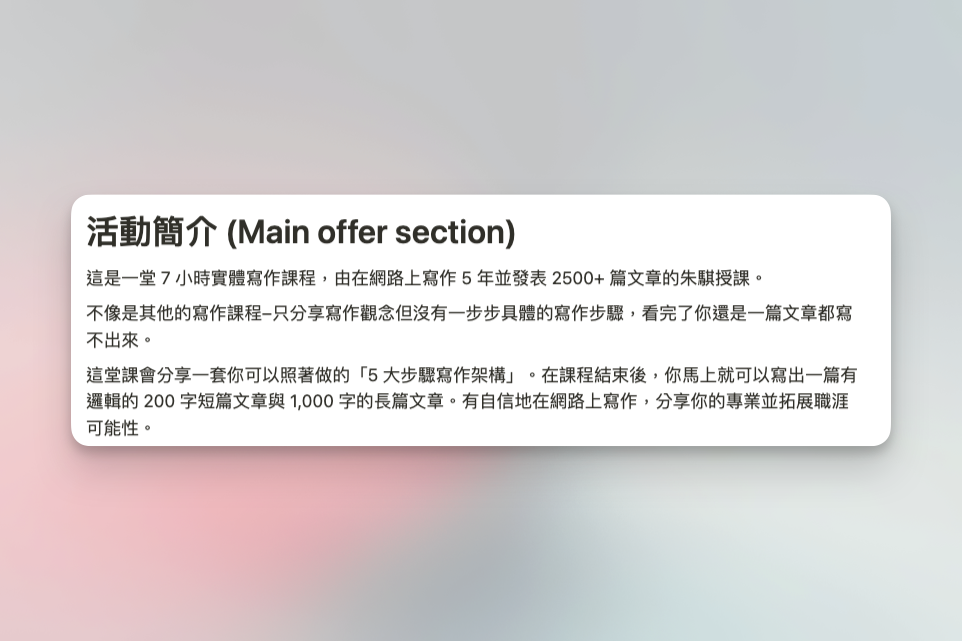 活動簡介 (Main offer section)
這是一堂 7 小時實體寫作課程，由在網路上寫作 5 年並發表 2500+ 篇文章的朱騏授課。
不像是其他的寫作課程–只分享寫作觀念但沒有一步步具體的寫作步驟，看完了你還是一篇文章都寫
不出來。
這堂課會分享一套你可以照著做的「5 大步驟寫作架構」。在課程結束後，你馬上就可以寫出一篇有
邏輯的 200 字短篇文章與 1,000 字的長篇文章。有自信地在網路上寫作，分享你的專業並拓展職涯
可能性。